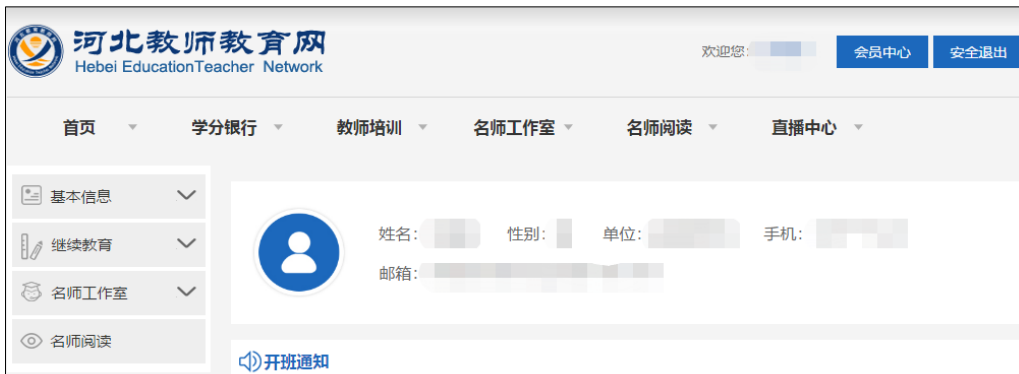 河北教师教育网
Hebei EducationTeacher Network
欢迎您: 会员中心 安全退出
首页 学分银行 教师培训 名师工作室 名师阅读 直播中心
基本信息
继续教育
名师工作室
名师阅读
姓名: 性别: 单位: 手机:
邮箱:
开班通知